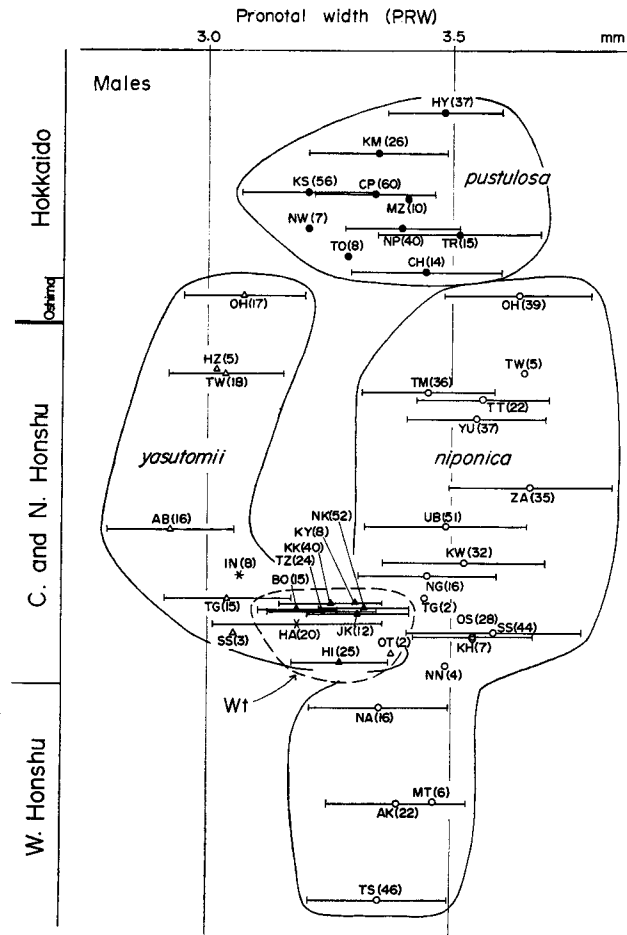 Pronotal width (PRW)
3.0 3.5 mm
Males
Hokkaido
HY(37)
KM(26)
KS(56) CP(60) pustulosa
MZ(10)
NW(7)
NP(40) TR(15)
TO(8)
CH(14)
Oshima
OH(17) OH(39)
C. and N. Honshu
HZ(5) TW(5)
TW(18)
TM(36)
TT(22)
YU(37)
yasutomii niponica
ZA(35)
NK(52)
AB(16) UB(51)
KY(8)
KK(40)
TZ(24) KW(32)
IN(8)
BO(15) NG(16)
TG(15) TG(2)
OS(28)
HA(20) JK(12) SS(44)
SS(3) OT(2) KH(7)
HI(25)
NN(4)
Wt
W. Honshu
NA(16)
MT(6)
AK(22)
TS(46)